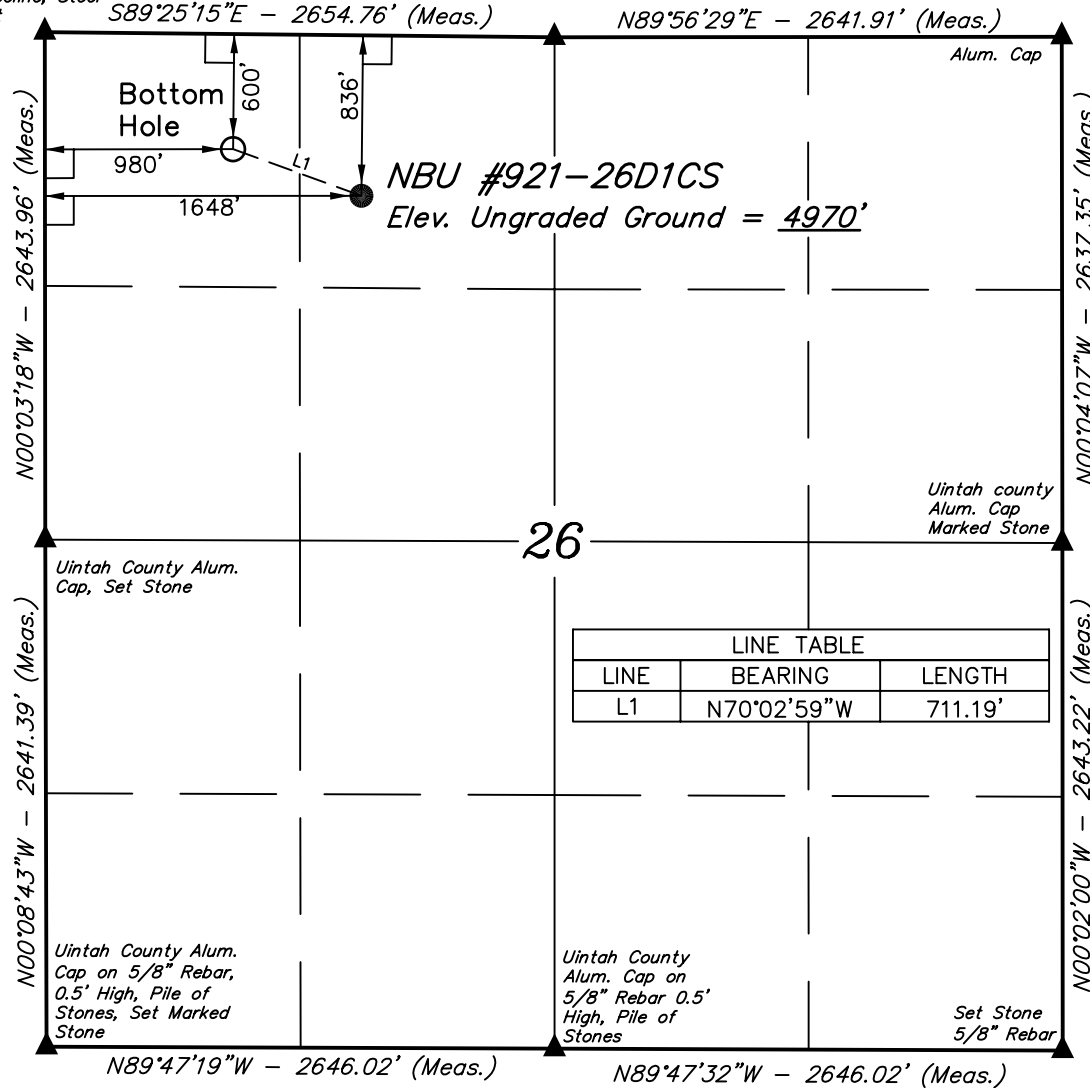 S89°25'15"E - 2654.76' (Meas.)
N89°56'29"E - 2641.91' (Meas.)
Alum. Cap
600'
836'
Bottom
Hole
980'
L1
1648'
NBU #921-26D1CS
Elev. Ungraded Ground = 4970'
N00°03'18"W - 2643.96' (Meas.)
N00°04'07"W - 2637.35' (Meas.)
Uintah county
Alum. Cap
Marked Stone
26
Uintah County Alum.
Cap, Set Stone
LINE TABLE
LINE BEARING LENGTH
L1 N70°02'59"W 711.19'
N00°08'43"W - 2641.39' (Meas.)
N00°02'00"W - 2643.22' (Meas.)
Uintah County Alum.
Cap on 5/8" Rebar,
0.5' High, Pile of
Stones, Set Marked
Stone
Uintah County
Alum. Cap on
5/8" Rebar 0.5'
High, Pile of
Stones
Set Stone
5/8" Rebar
N89°47'19"W - 2646.02' (Meas.)
N89°47'32"W - 2646.02' (Meas.)